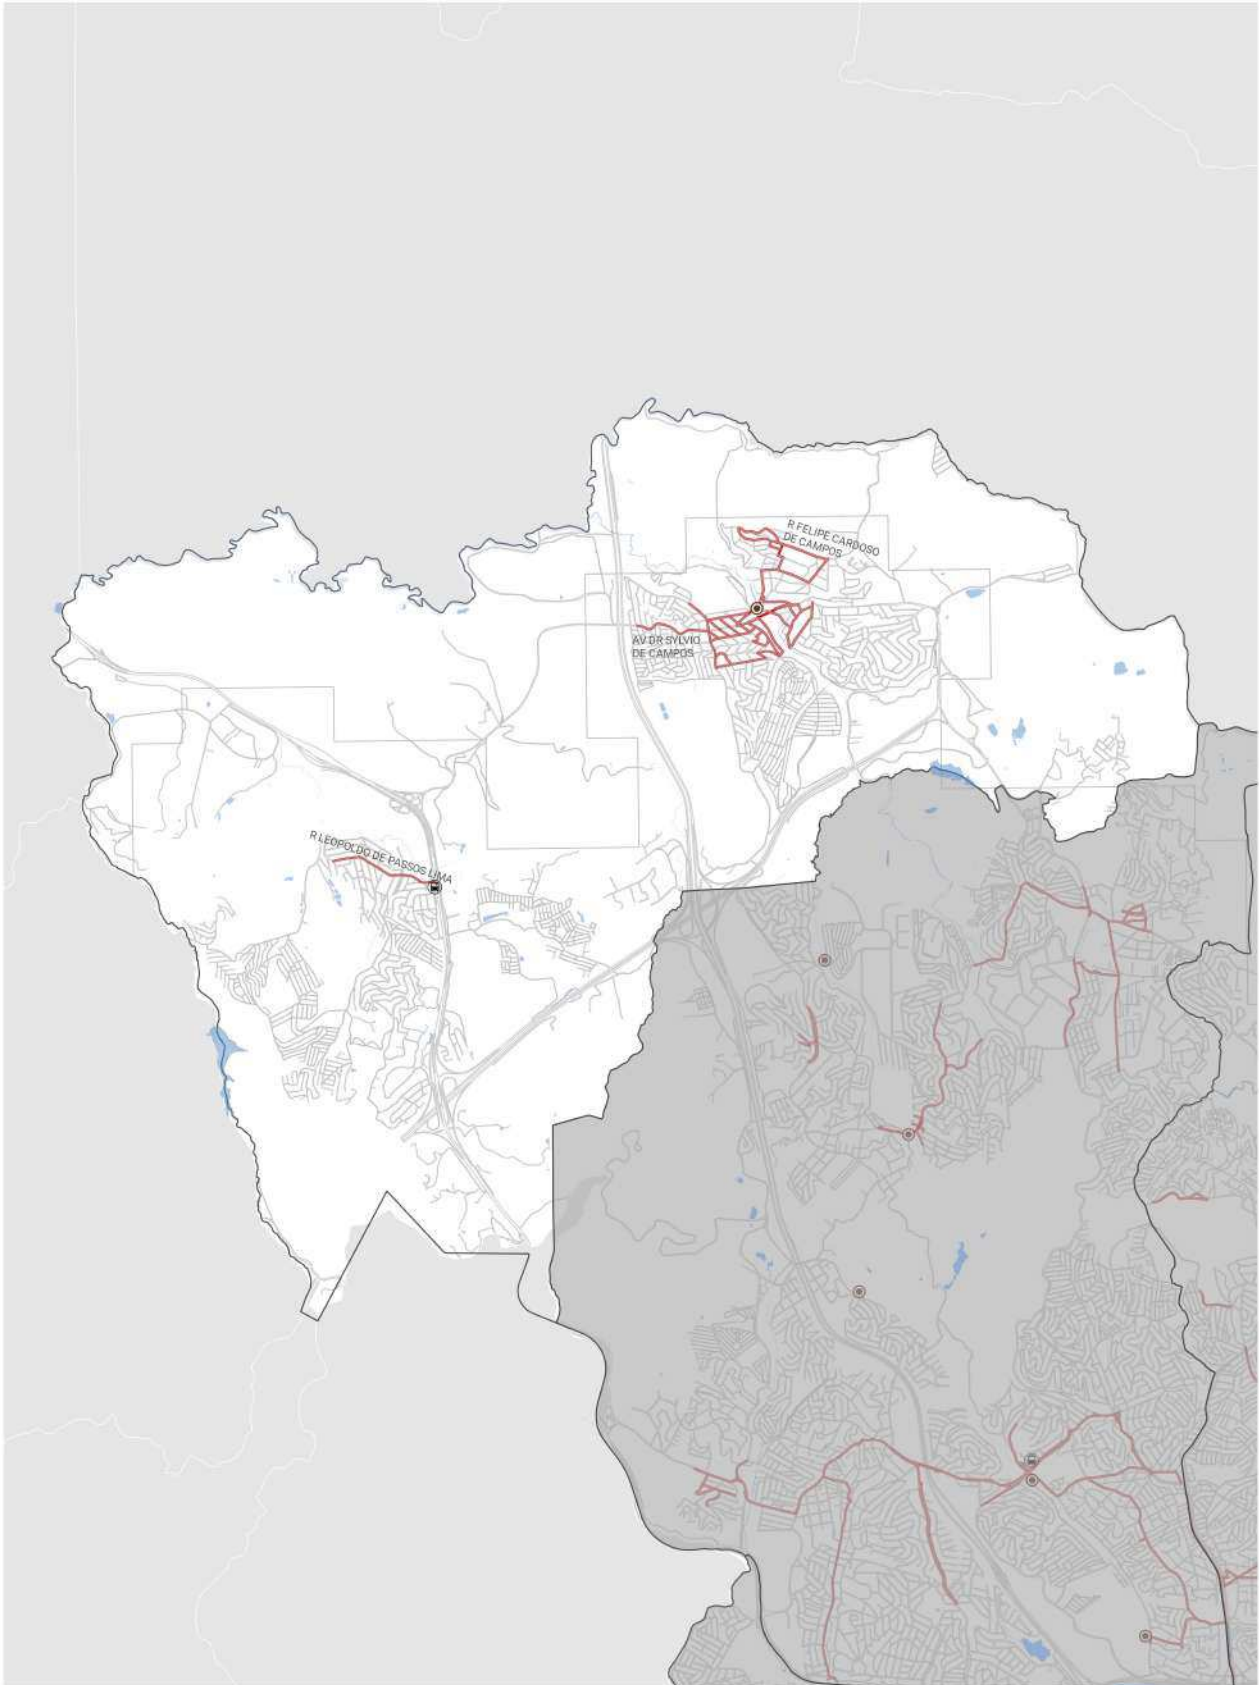 R FELIPE CARDOSO
DE CAMPOS
AV DR SYLVIO
DE CAMPOS
R LEOPOLDO DE PASSOS LIMA